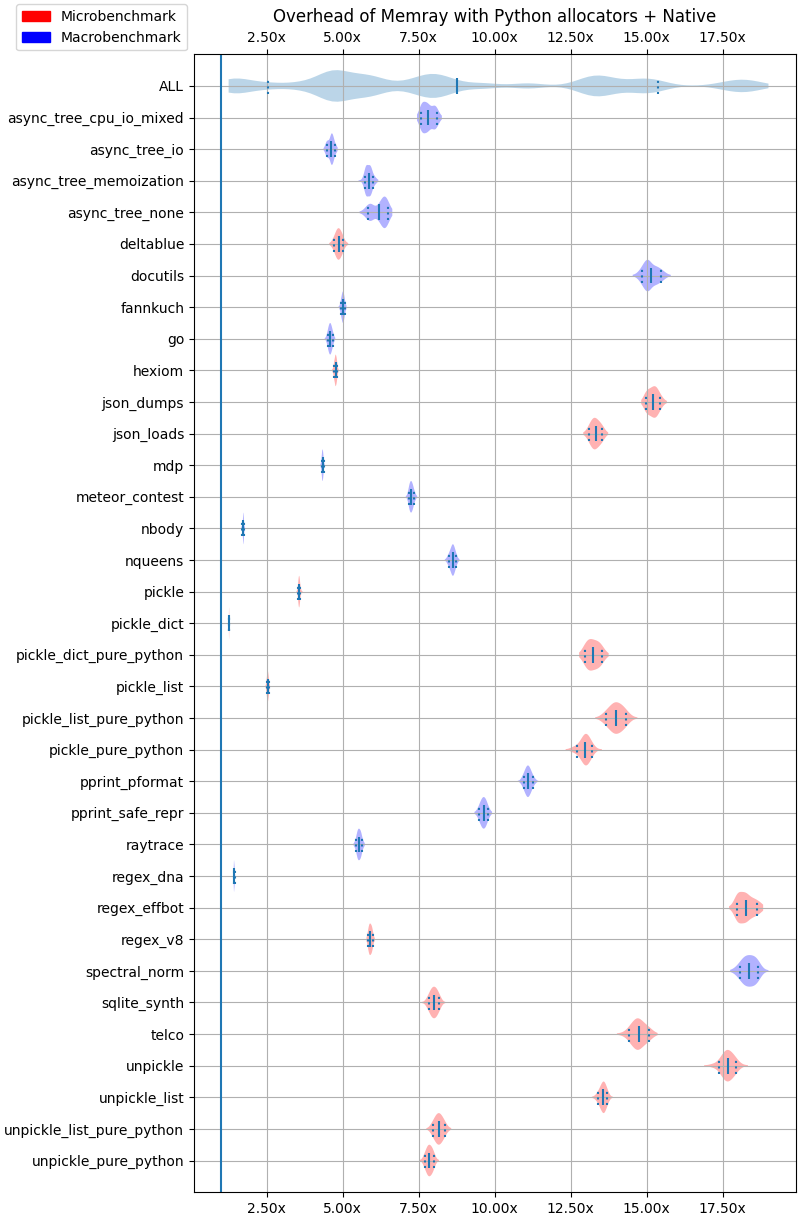 Microbenchmark
Macrobenchmark
Overhead of Memray with Python allocators + Native
2.50x 5.00x 7.50x 10.00x 12.50x 15.00x 17.50x
ALL
async_tree_cpu_io_mixed
async_tree_io
async_tree_memoization
async_tree_none
deltablue
docutils
fannkuch
go
hexiom
json_dumps
json_loads
mdp
meteor_contest
nbody
nqueens
pickle
pickle_dict
pickle_dict_pure_python
pickle_list
pickle_list_pure_python
pickle_pure_python
pprint_pformat
pprint_safe_repr
raytrace
regex_dna
regex_effbot
regex_v8
spectral_norm
sqlite_synth
telco
unpickle
unpickle_list
unpickle_list_pure_python
unpickle_pure_python
2.50x 5.00x 7.50x 10.00x 12.50x 15.00x 17.50x